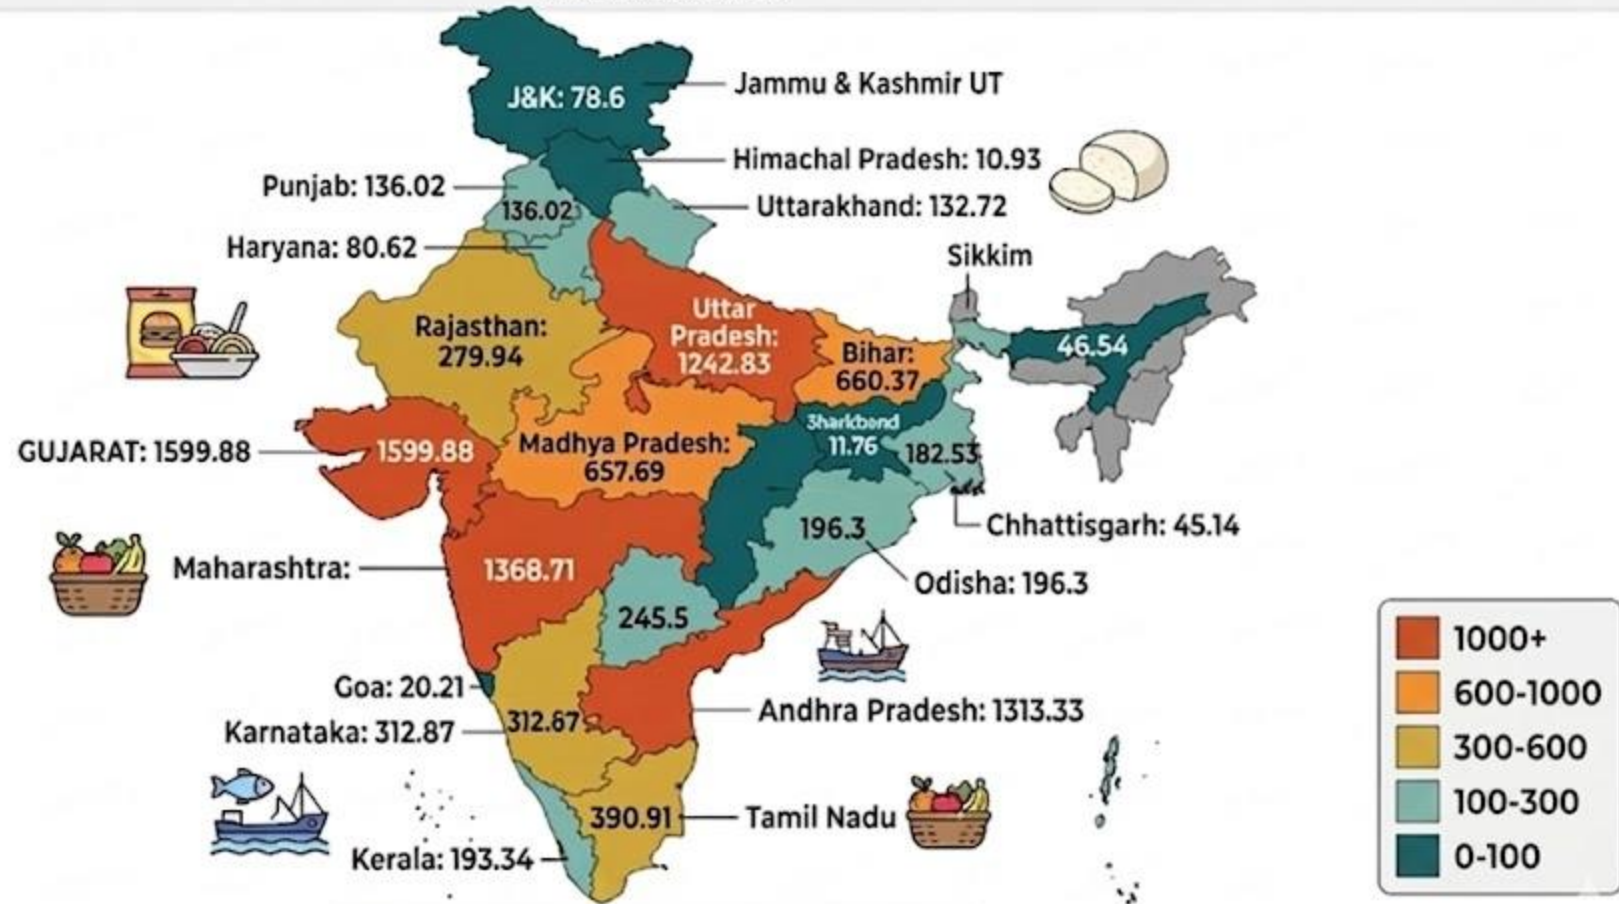 J&K: 78.6
Jammu & Kashmir UT
Himachal Pradesh: 10.93
Punjab: 136.02
136.02
Uttarakhand: 132.72
Haryana: 80.62
Sikkim
Rajasthan:
279.94
Uttar
Pradesh:
1242.83
Bihar:
660.37
46.54
GUJARAT: 1599.88
1599.88
Madhya Pradesh:
657.69
3harkbond
11.76
182.53
196.3
Chhattisgarh: 45.14
Maharashtra:
1368.71
Odisha: 196.3
245.5
Goa: 20.21
Karnataka: 312.87
312.67
Andhra Pradesh: 1313.33
390.91
Tamil Nadu
Kerala: 193.34
1000+
600-1000
300-600
100-300
0-100